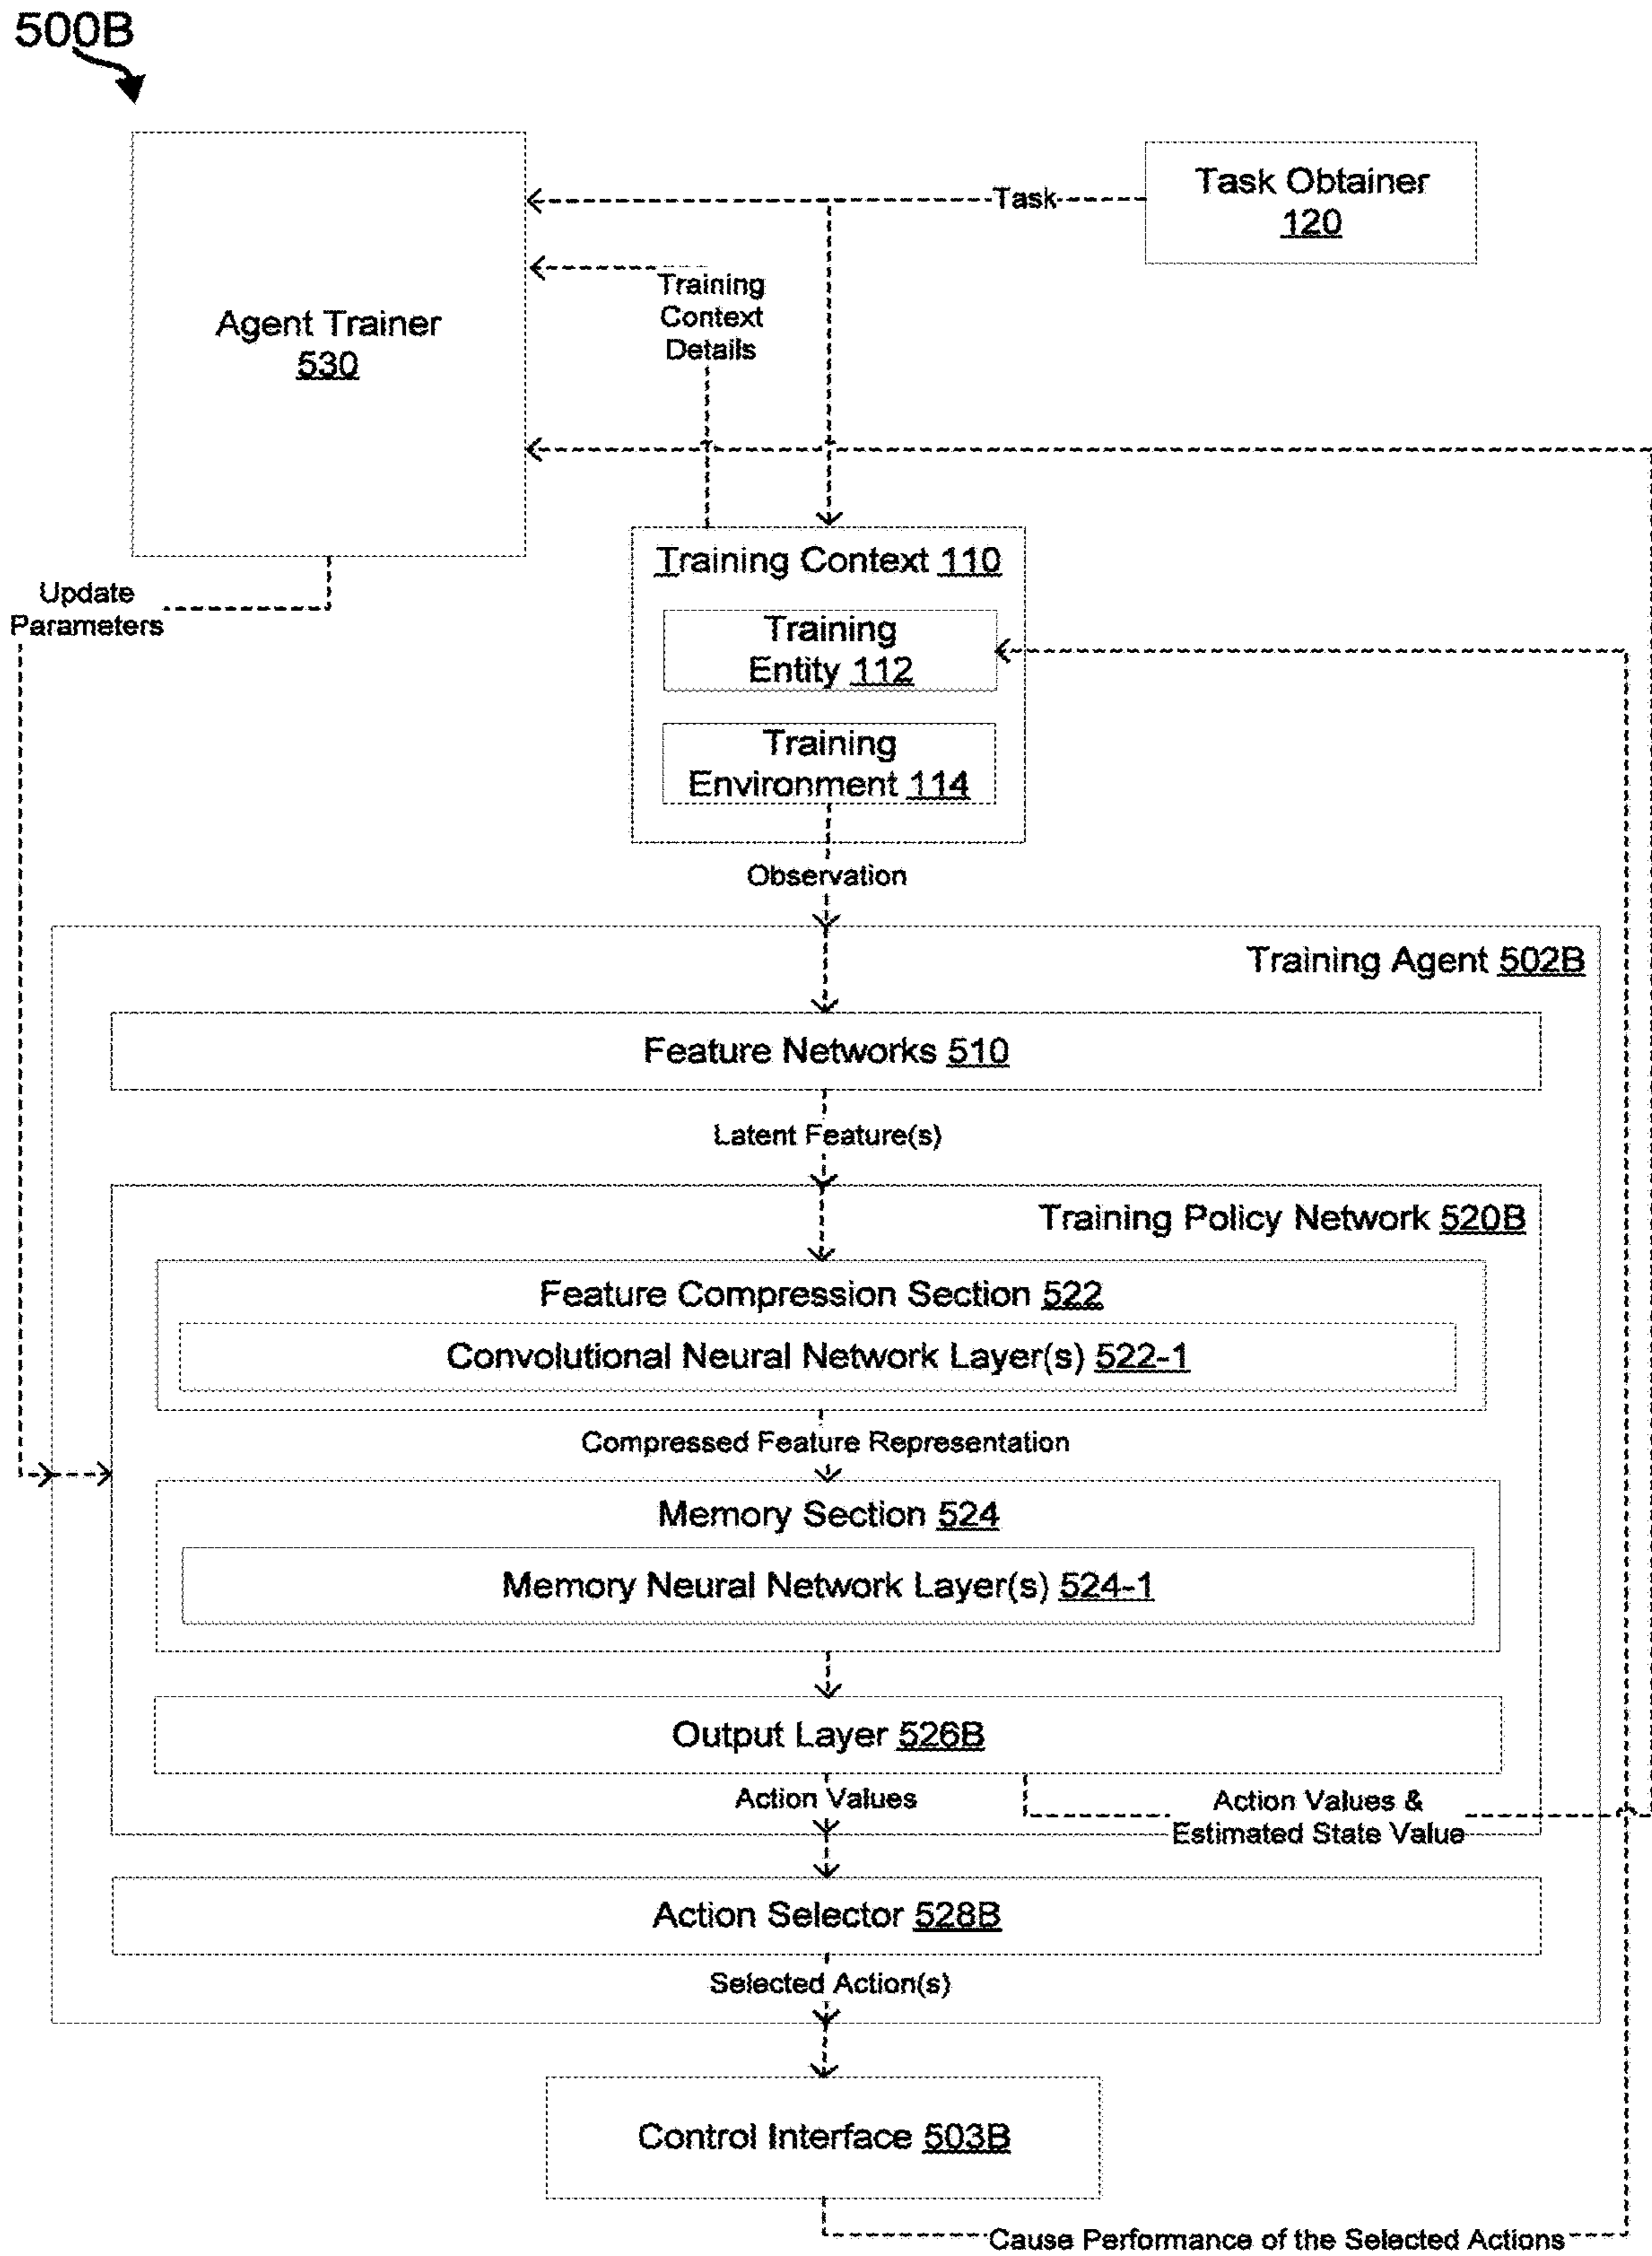 500B
Task Obtainer
120
Task
Agent Trainer
530
Training
Context
Details
Training Context 110
Training
Entity 112
Training
Environment 114
Update
Parameters
Observation
Training Agent 502B
Feature Networks 510
Latent Feature(s)
Training Policy Network 520B
Feature Compression Section 522
Convolutional Neural Network Layer(s) 522-1
Compressed Feature Representation
Memory Section 524
Memory Neural Network Layer(s) 524-1
Output Layer 526B
Action Values
Action Values &
Estimated State Value
Action Selector 528B
Selected Action(s)
Control Interface 503B
Cause Performance of the Selected Actions